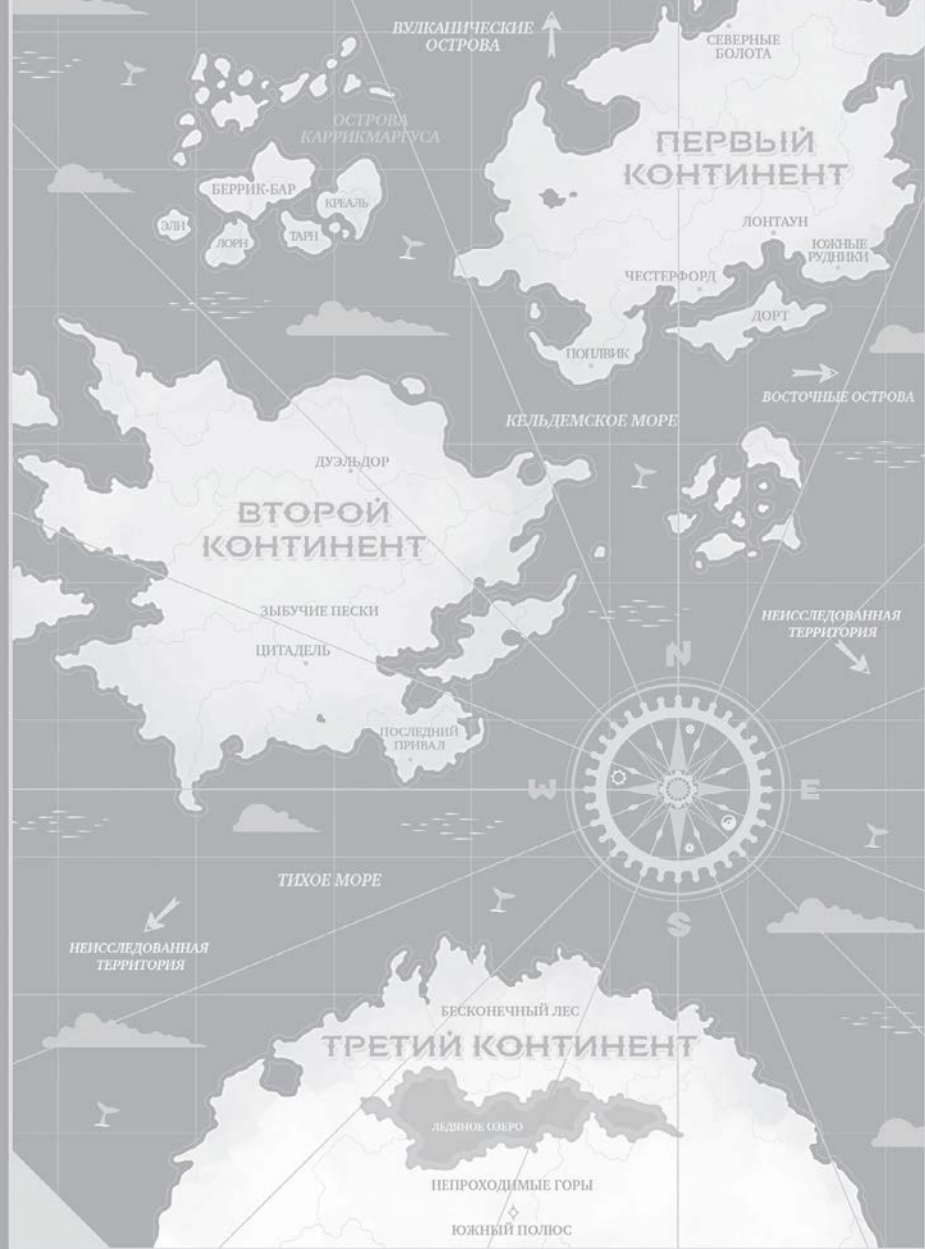 ВУЛКАНИЧЕСКИЕ
ОСТРОВА
СЕВЕРНЫЕ
БОЛОТА
ОСТРОВА
КАРРИКМАРГУСА
ПЕРВЫЙ
КОНТИНЕНТ
БЕРРИК-БАР
КРЕАЛЬ
ЭЛИ
ЛОРН
ТАРН
ЛОНТАУН
ЮЖНЫЕ
РУДНИКИ
ЧЕСТЕРФОРД
ДОРТ
ПОПЛВИК
ВОСТОЧНЫЕ ОСТРОВА
КЕЛЬДЕМСКОЕ МОРЕ
ДУЭЛЬДОР
ВТОРОЙ
КОНТИНЕНТ
ЗЫБУЧИЕ ПЕСКИ
ЦИТАДЕЛЬ
НЕИССЛЕДОВАННАЯ
ТЕРРИТОРИЯ
ПОСЛЕДНИЙ
ПРИВАЛ
N
W
E
S
ТИХОЕ МОРЕ
НЕИССЛЕДОВАННАЯ
ТЕРРИТОРИЯ
БЕСКОНЕЧНЫЙ ЛЕС
ТРЕТИЙ КОНТИНЕНТ
ЛЕДЯНОЕ ОЗЕРО
НЕПРОХОДИМЫЕ ГОРЫ
ЮЖНЫЙ ПОЛЮС